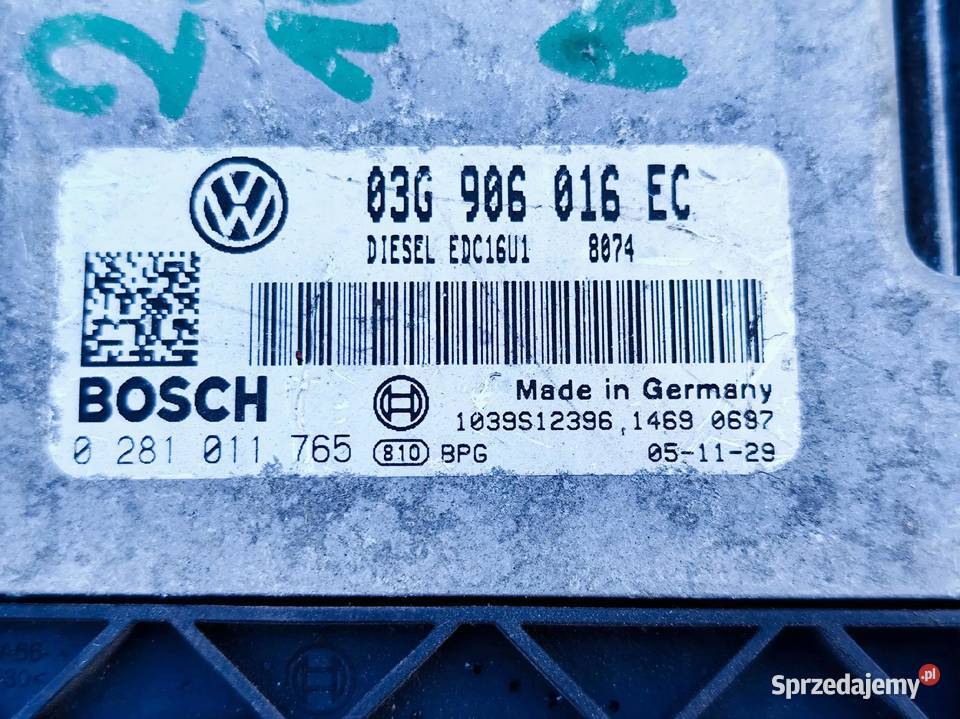 03G 906 016 EC
DIESEL EDC16U1 8074
BOSCH
Made in Germany
1039S12396,1469 0697
0 281 011 765 810 BPG 05-11-29
Sprzedajemy.pl